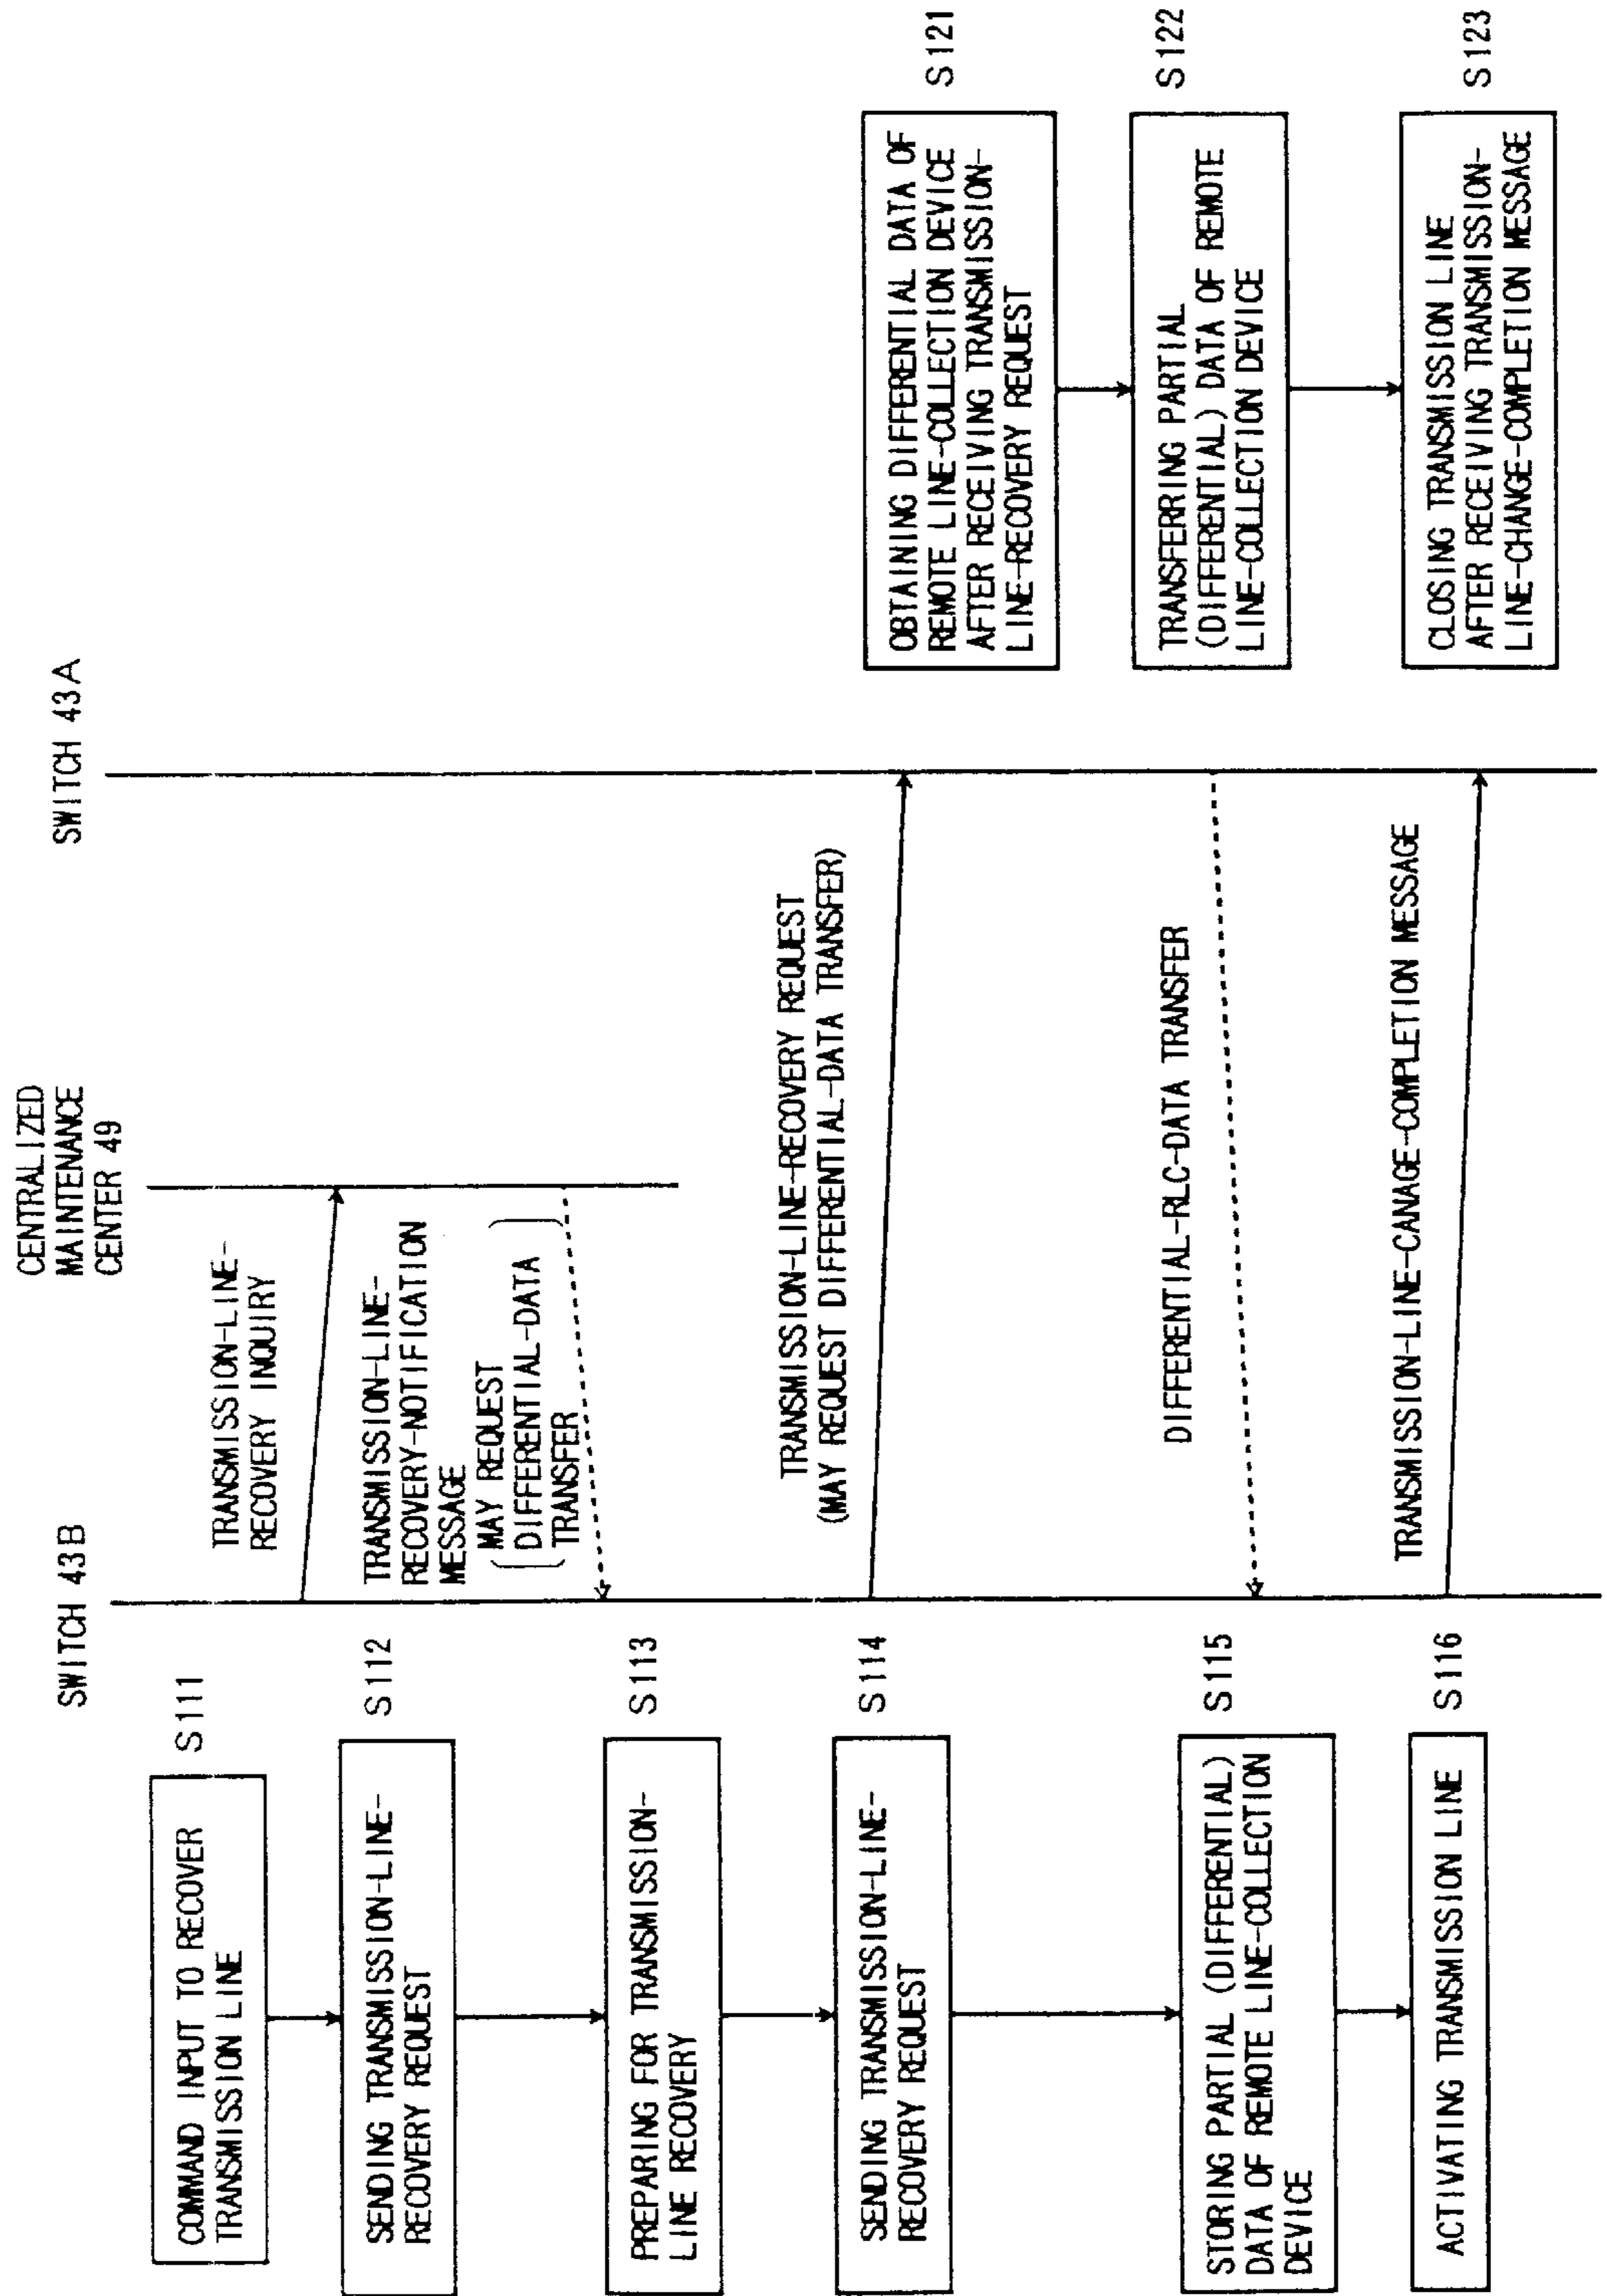 SWITCH 43B
CENTRALIZED
MAINTENANCE
CENTER 49
SWITCH 43A
COMMAND INPUT TO RECOVER
TRANSMISSION LINE
S111
SENDING TRANSMISSION-LINE-
RECOVERY REQUEST
S112
PREPARING FOR TRANSMISSION-
LINE RECOVERY
S113
SENDING TRANSMISSION-LINE-
RECOVERY REQUEST
S114
STORING PARTIAL (DIFFERENTIAL)
DATA OF REMOTE LINE-COLLECTION
DEVICE
S115
ACTIVATING TRANSMISSION LINE
S116
TRANSMISSION-LINE-
RECOVERY INQUIRY
TRANSMISSION-LINE-
RECOVERY-NOTIFICATION
MESSAGE
MAY REQUEST
(DIFFERENTIAL-DATA)
TRANSFER
TRANSMISSION-LINE-RECOVERY REQUEST
(MAY REQUEST DIFFERENTIAL-DATA TRANSFER)
DIFFERENTIAL-RLC-DATA TRANSFER
TRANSMISSION-LINE-CANAGE-COMPLETION MESSAGE
OBTAINING DIFFERENTIAL DATA OF
REMOTE LINE-COLLECTION DEVICE
AFTER RECEIVING TRANSMISSION-
LINE-RECOVERY REQUEST
S121
TRANSFERRING PARTIAL
(DIFFERENTIAL) DATA OF REMOTE
LINE-COLLECTION DEVICE
S122
CLOSING TRANSMISSION LINE
AFTER RECEIVING TRANSMISSION-
LINE-CHANGE-COMPLETION MESSAGE
S123